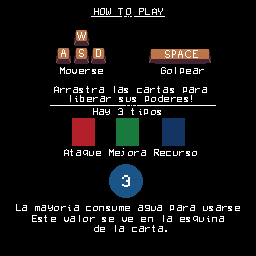 HOW TO PLAY
W
A S D SPACE
Moverse Golpear
Arrastra las cartas para
liberar sus poderes!
Hay 3 tipos
Ataque Mejora Recurso
3
La mayoria consume agua para usarse
Este valor se ve en la esquina
de la carta.